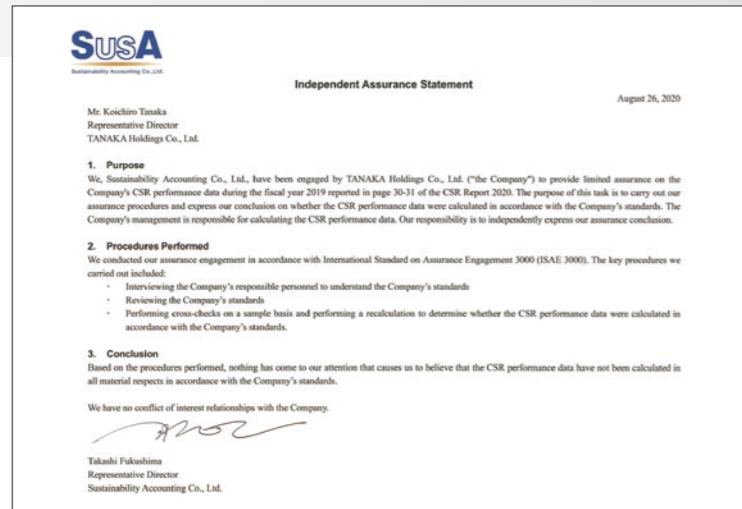 SUSA
Sustainability Accounting Co.,Ltd.
Independent Assurance Statement
August 26, 2020
Mr. Koichiro Tanaka
Representative Director
TANAKA Holdings Co., Ltd.
1. Purpose
We, Sustainability Accounting Co., Ltd., have been engaged by TANAKA Holdings Co., Ltd. ("the Company") to provide limited assurance on the
Company's CSR performance data during the fiscal year 2019 reported in page 30-31 of the CSR Report 2020. The purpose of this task is to carry out our
assurance procedures and express our conclusion on whether the CSR performance data were calculated in accordance with the Company's standards. The
Company's management is responsible for calculating the CSR performance data. Our responsibility is to independently express our assurance conclusion.
2. Procedures Performed
We conducted our assurance engagement in accordance with International Standard on Assurance Engagement 3000 (ISAE 3000). The key procedures we
carried out included:
· Interviewing the Company's responsible personnel to understand the Company's standards
· Reviewing the Company's standards
· Performing cross-checks on a sample basis and performing a recalculation to determine whether the CSR performance data were calculated in
accordance with the Company's standards.
3. Conclusion
Based on the procedures performed, nothing has come to our attention that causes us to believe that the CSR performance data have not been calculated in
all material respects in accordance with the Company's standards.
We have no conflict of interest relationships with the Company.
Takashi Fukushima
Representative Director
Sustainability Accounting Co., Ltd.